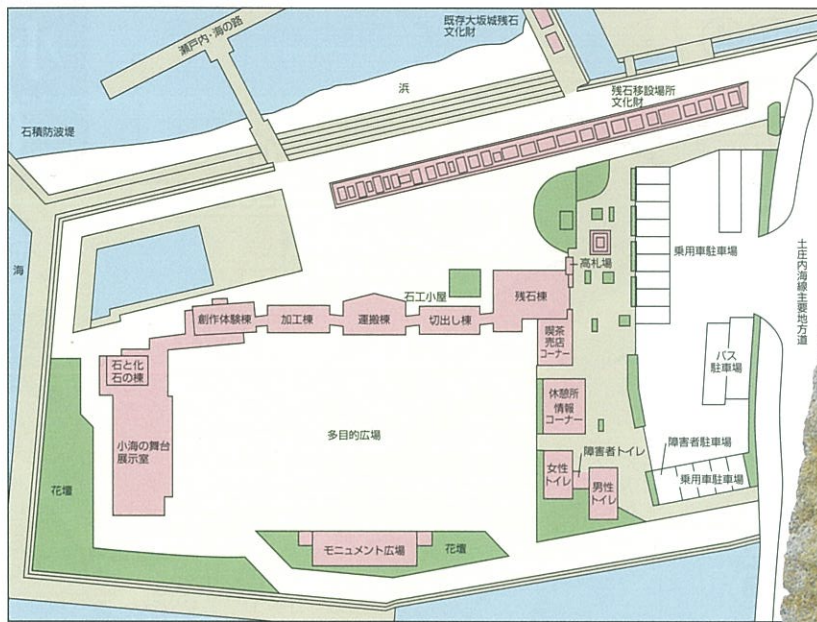 瀬戸内・海の路
既存大坂城残石
文化財
浜
残石移設場所
文化財
石積防波堤
海
乗用車駐車場
土庄内海線主要地方道
高札場
石工小屋
残石棟
創作体験棟
加工棟
運搬棟
切出し棟
喫茶
売店
コーナー
バス
駐車場
石と化
石の棟
休憩所
情報
コーナー
多目的広場
小海の舞台
展示室
障害者駐車場
障害者トイレ
女性
トイレ
男性
トイレ
乗用車駐車場
花壇
モニュメント広場
花壇